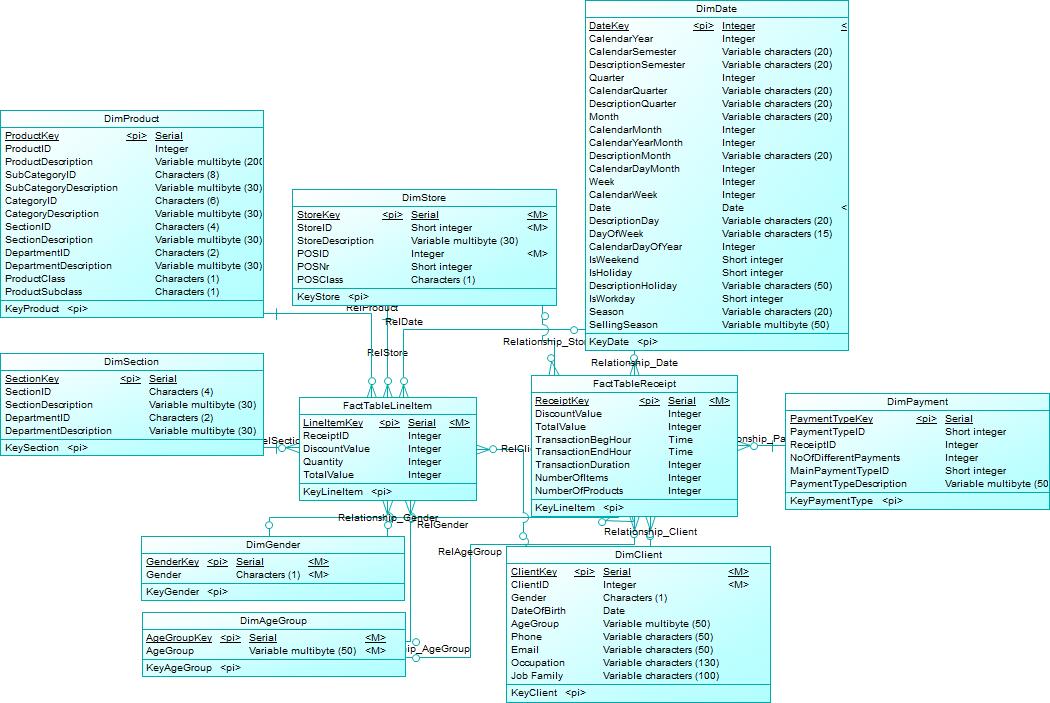 DimDate
DateKey <pi> Integer <
CalendarYear Integer
CalendarSemester Variable characters (20)
DescriptionSemester Variable characters (20)
Quarter Integer
CalendarQuarter Variable characters (20)
DescriptionQuarter Variable characters (20)
Month Variable characters (20)
CalendarMonth Integer
CalendarYearMonth Integer
DescriptionMonth Variable characters (20)
CalendarDayMonth Integer
Week Integer
CalendarWeek Integer
Date Date <
DescriptionDay Variable characters (20)
DayOfWeek Variable characters (15)
CalendarDayOfYear Integer
IsWeekend Short integer
IsHoliday Short integer
DescriptionHoliday Variable characters (50)
IsWorkday Short integer
Season Variable characters (20)
SellingSeason Variable multibyte (50)
KeyDate <pi>
DimProduct
ProductKey <pi> Serial
ProductID Integer
ProductDescription Variable multibyte (200
SubCategoryID Characters (8)
SubCategoryDescription Variable multibyte (30)
CategoryID Characters (6)
CategoryDescription Variable multibyte (30)
SectionID Characters (4)
SectionDescription Variable multibyte (30)
DepartmentID Characters (2)
DepartmentDescription Variable multibyte (30)
ProductClass Characters (1)
ProductSubclass Characters (1)
KeyProduct <pi>
DimStore
StoreKey <pi> Serial <M>
StoreID Short integer <M>
StoreDescription Variable multibyte (30)
POSID Integer <M>
POSNr Short integer
POSClass Characters (1)
KeyStore <pi>
RelProduct
RelDate
RelStore
Relationship_Stor
Relationship_Date
DimSection
SectionKey <pi> Serial
SectionID Characters (4)
SectionDescription Variable multibyte (30)
DepartmentID Characters (2)
DepartmentDescription Variable multibyte (30)
KeySection <pi>
elSectio
FactTableLineItem
LineItemKey <pi> Serial <M>
ReceiptID Integer
DiscountValue Integer
Quantity Integer
TotalValue Integer
KeyLineItem <pi>
RelCli
FactTableReceipt
ReceiptKey <pi> Serial <M>
DiscountValue Integer
TotalValue Integer
TransactionBegHour Time
TransactionEndHour Time
TransactionDuration Integer
NumberOfItems Integer
NumberOfProducts Integer
KeyLineItem <pi>
onship_Pa
DimPayment
PaymentTypeKey <pi> Serial
PaymentTypeID Short integer
ReceiptID Integer
NoOfDifferentPayments Integer
MainPaymentTypeID Short integer
PaymentTypeDescription Variable multibyte (50
KeyPaymentType <pi>
Relationship_Gender
RelGender
Relationship_Client
RelAgeGroup
DimGender
GenderKey <pi> Serial <M>
Gender Characters (1) <M>
KeyGender <pi>
DimAgeGroup
AgeGroupKey <pi> Serial <M>
AgeGroup Variable multibyte (50) <M>
KeyAgeGroup <pi>
ip_AgeGroup
DimClient
ClientKey <pi> Serial <M>
ClientID Integer <M>
Gender Characters (1)
DateOfBirth Date
AgeGroup Variable multibyte (50)
Phone Variable characters (50)
Email Variable characters (50)
Occupation Variable characters (130)
Job Family Variable characters (100)
KeyClient <pi>